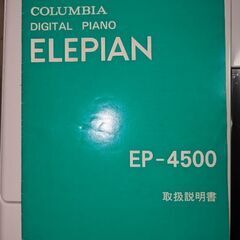 COLUMBIA
DIGITAL PIANO
ELEPIAN
EP-4500
取扱説明書